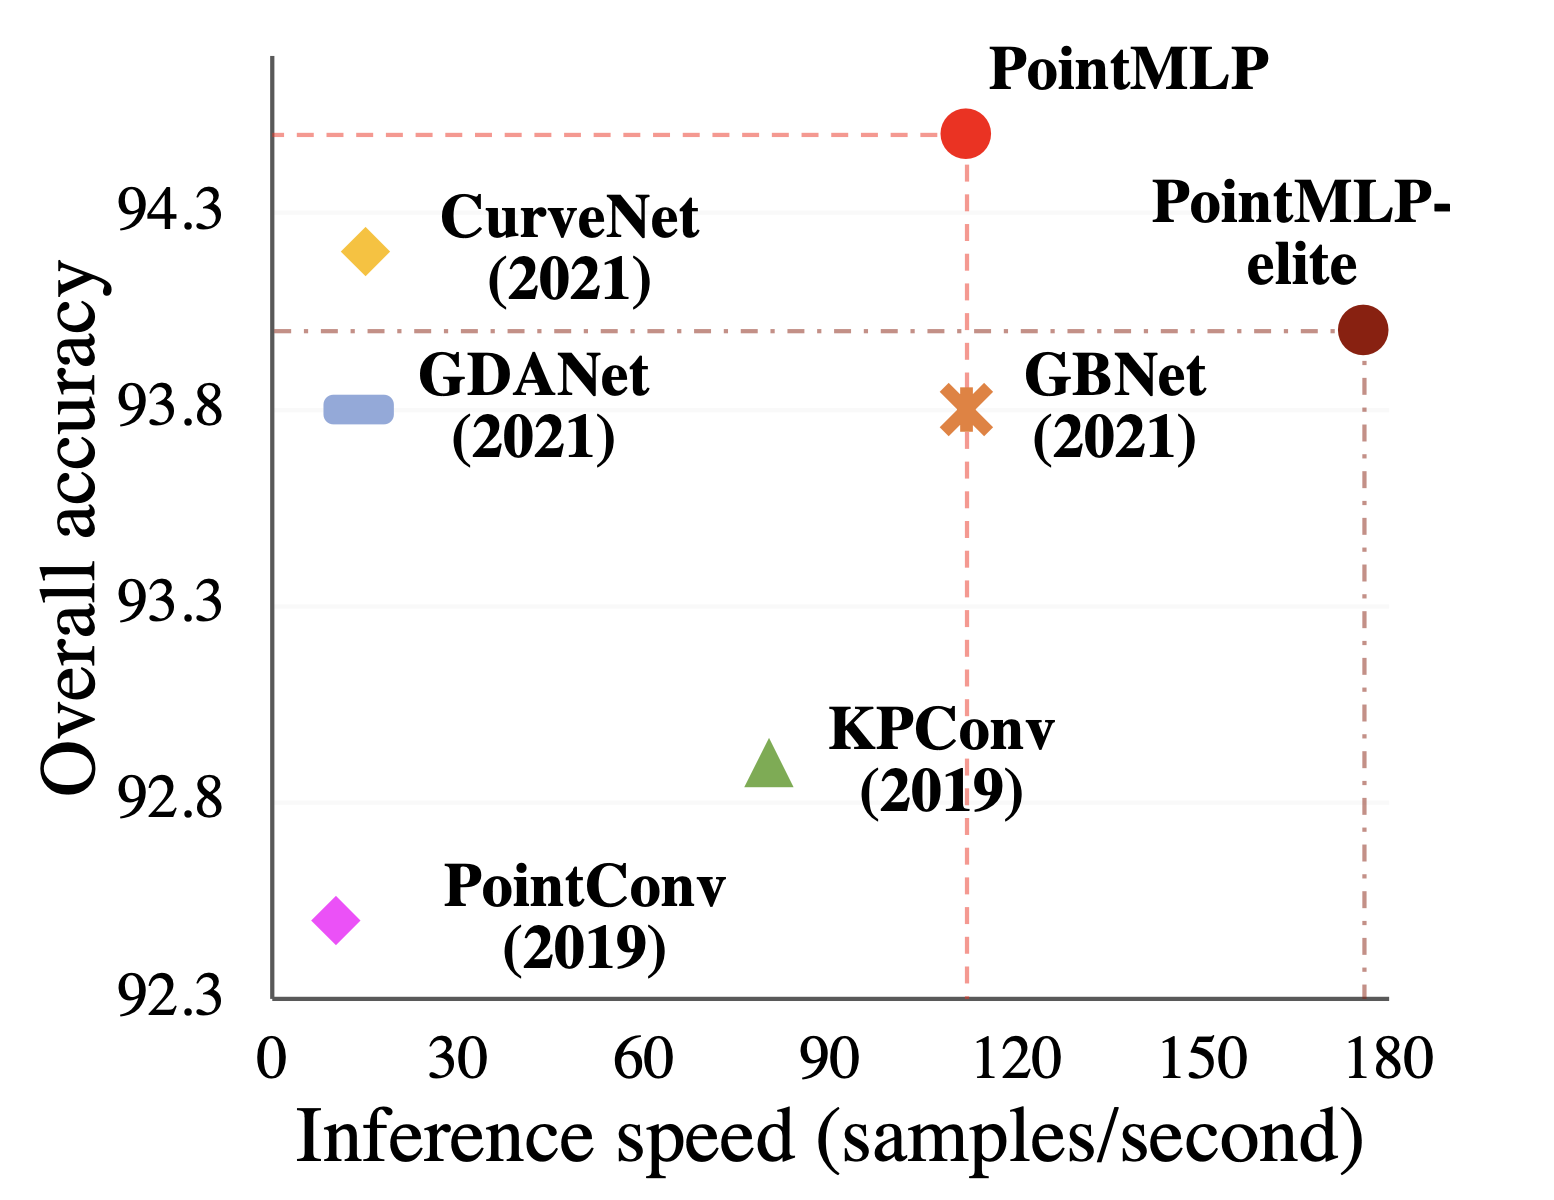 PointMLP
PointMLP-
elite
94.3
CurveNet
(2021)
93.8
GDANet
(2021)
GBNet
(2021)
93.3
KPConv
(2019)
92.8
PointConv
(2019)
92.3
Overall accuracy
0 30 60 90 120 150 180
Inference speed (samples/second)